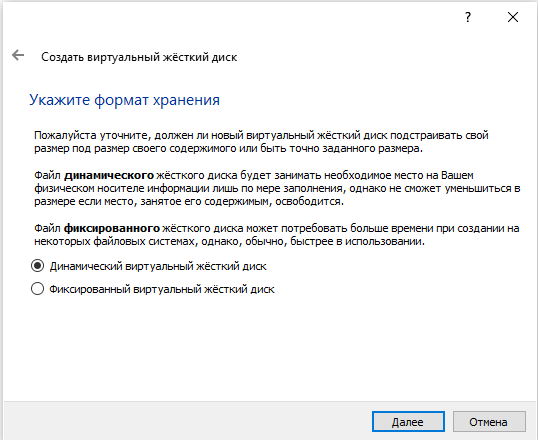 ?
Создать виртуальный жёсткий диск
Укажите формат хранения
Пожалуйста уточните, должен ли новый виртуальный жёсткий диск подстраивать свой
размер под размер своего содержимого или быть точно заданного размера.
Файл динамического жёсткого диска будет занимать необходимое место на Вашем
физическом носителе информации лишь по мере заполнения, однако не сможет уменьшиться в
размере если место, занятое его содержимым, освободится.
Файл фиксированного жёсткого диска может потребовать больше времени при создании на
некоторых файловых системах, однако, обычно, быстрее в использовании.
Динамический виртуальный жёсткий диск
Фиксированный виртуальный жёсткий диск
Далее
Отмена